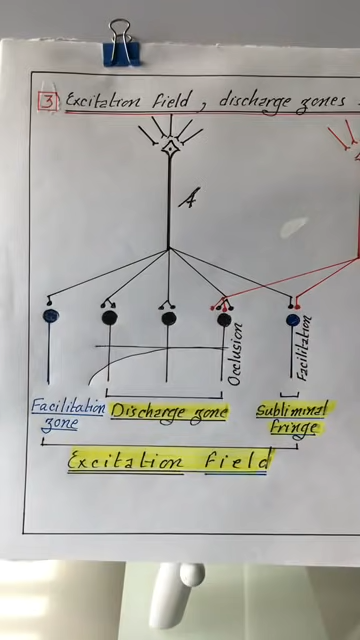 3 Excitation field, discharge zones
A
Occlusion
Facilitation
Facilitation
zone
Discharge zone
Subliminal
fringe
Excitation field